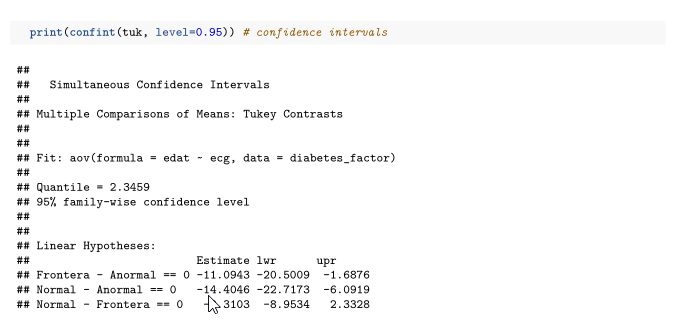 print(confint(tuk, level=0.95)) # confidence intervals
##
##   Simultaneous Confidence Intervals
##
## Multiple Comparisons of Means: Tukey Contrasts
##
##
## Fit: aov(formula = edat ~ ecg, data = diabetes_factor)
##
## Quantile = 2.3459
## 95% family-wise confidence level
##
##
## Linear Hypotheses:
##                         Estimate lwr      upr
## Frontera - Anormal == 0 -11.0943 -20.5009  -1.6876
## Normal - Anormal == 0   -14.4046 -22.7173  -6.0919
## Normal - Frontera == 0  -8.9534   2.3328